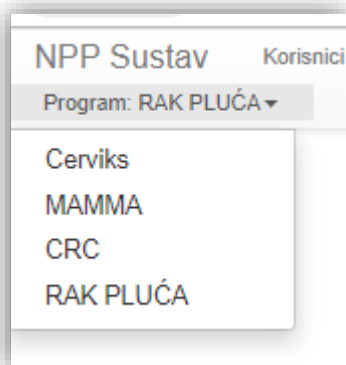 NPP Sustav Korisnici
Program: RAK PLUĆA
Cerviks
MAMMA
CRC
RAK PLUĆA